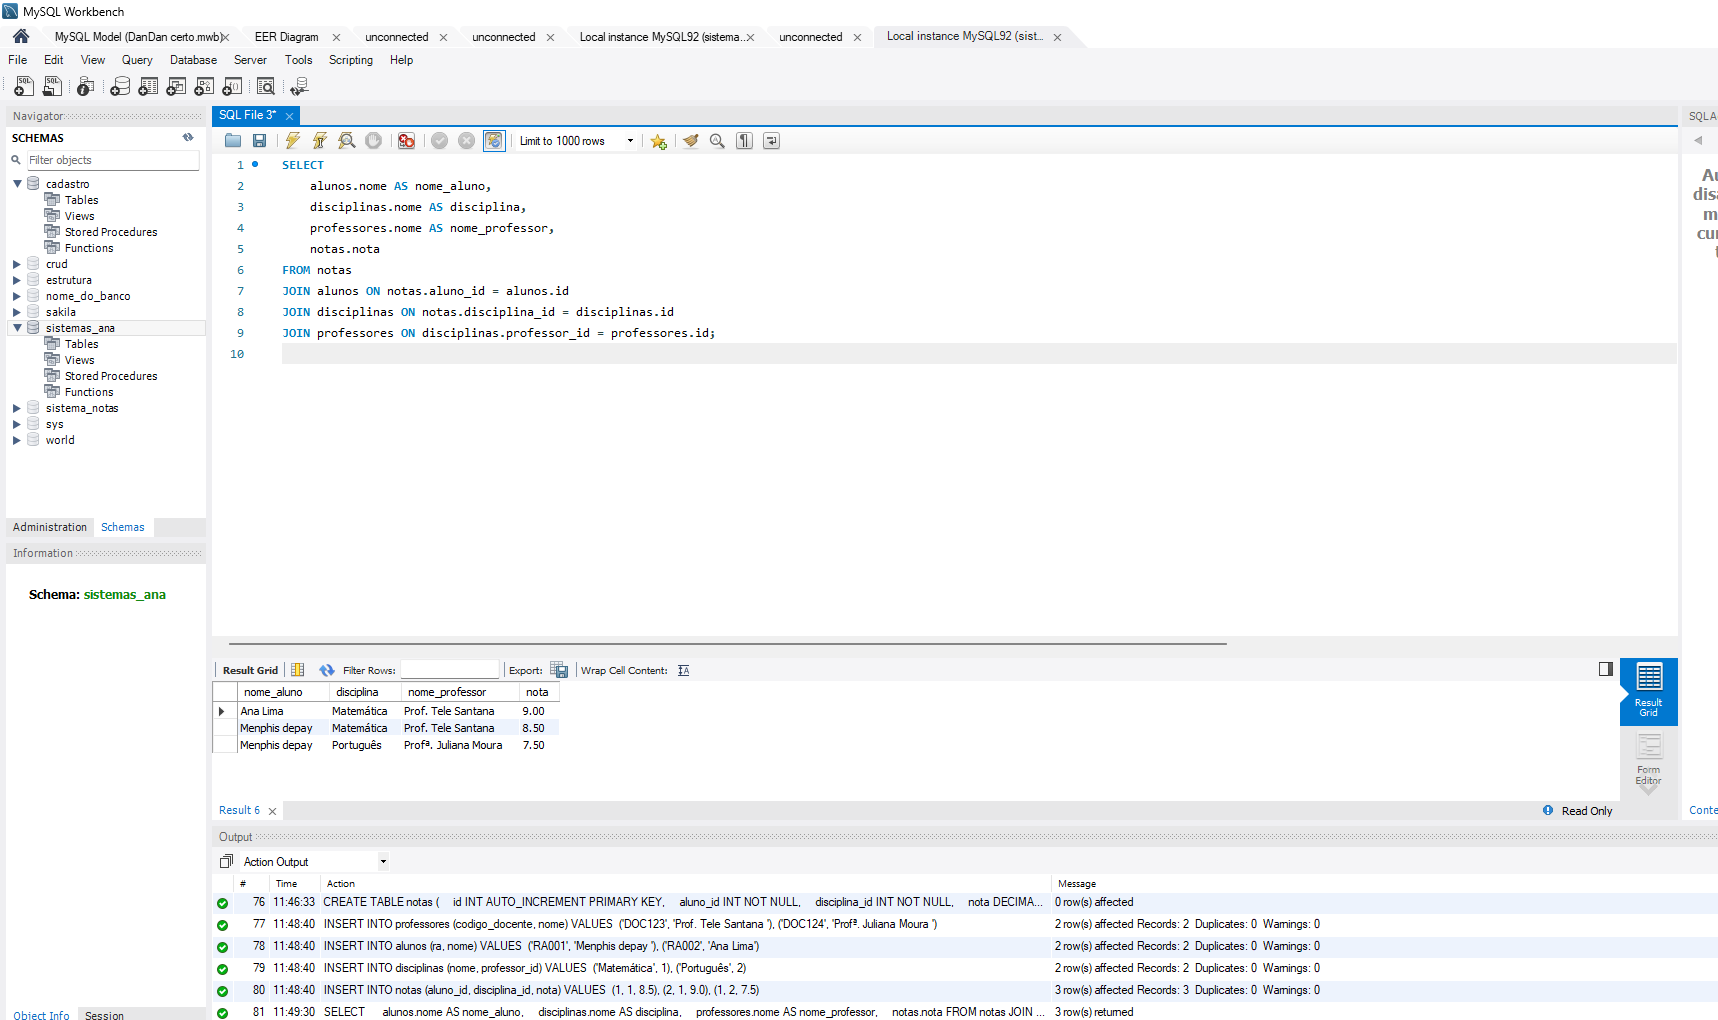 MySQL Workbench
MySQL Model (DanDan certo.mwb) EER Diagram unconnected unconnected Local instance MySQL92 (sistema... unconnected Local instance MySQL92 (sist...
File Edit View Query Database Server Tools Scripting Help
Navigator
SCHEMAS
Filter objects
cadastro
Tables
Views
Stored Procedures
Functions
crud
estrutura
nome_do_banco
sakila
sistemas_ana
Tables
Views
Stored Procedures
Functions
sistema_notas
sys
world
Administration Schemas
Information
Schema: sistemas_ana
Object Info Session
SQL File 3*
Limit to 1000 rows
1 SELECT
2 alunos.nome AS nome_aluno,
3 disciplinas.nome AS disciplina,
4 professores.nome AS nome_professor,
5 notas.nota
6 FROM notas
7 JOIN alunos ON notas.aluno_id = alunos.id
8 JOIN disciplinas ON notas.disciplina_id = disciplinas.id
9 JOIN professores ON disciplinas.professor_id = professores.id;
10
Result Grid Filter Rows: Export: Wrap Cell Content:
nome_aluno disciplina nome_professor nota
Ana Lima Matemática Prof. Tele Santana 9.00
Menphis depay Matemática Prof. Tele Santana 8.50
Menphis depay Português Profª. Juliana Moura 7.50
Result
Grid
Form
Editor
Result 6
Read Only
Output
Action Output
# Time Action Message
76 11:46:33 CREATE TABLE notas ( id INT AUTO_INCREMENT PRIMARY KEY, aluno_id INT NOT NULL, disciplina_id INT NOT NULL, nota DECIMA... 0 row(s) affected
77 11:48:40 INSERT INTO professores (codigo_docente, nome) VALUES ('DOC123', 'Prof. Tele Santana '), ('DOC124', 'Profª. Juliana Moura ') 2 row(s) affected Records: 2 Duplicates: 0 Warnings: 0
78 11:48:40 INSERT INTO alunos (ra, nome) VALUES ('RA001', 'Menphis depay '), ('RA002', 'Ana Lima') 2 row(s) affected Records: 2 Duplicates: 0 Warnings: 0
79 11:48:40 INSERT INTO disciplinas (nome, professor_id) VALUES ('Matemática', 1), ('Português', 2) 2 row(s) affected Records: 2 Duplicates: 0 Warnings: 0
80 11:48:40 INSERT INTO notas (aluno_id, disciplina_id, nota) VALUES (1, 1, 8.5), (2, 1, 9.0), (1, 2, 7.5) 3 row(s) affected Records: 3 Duplicates: 0 Warnings: 0
81 11:49:30 SELECT alunos.nome AS nome_aluno, disciplinas.nome AS disciplina, professores.nome AS nome_professor, notas.nota FROM notas JOIN ... 3 row(s) returned
SQLA
Au
disa
m
cur
t
Conte